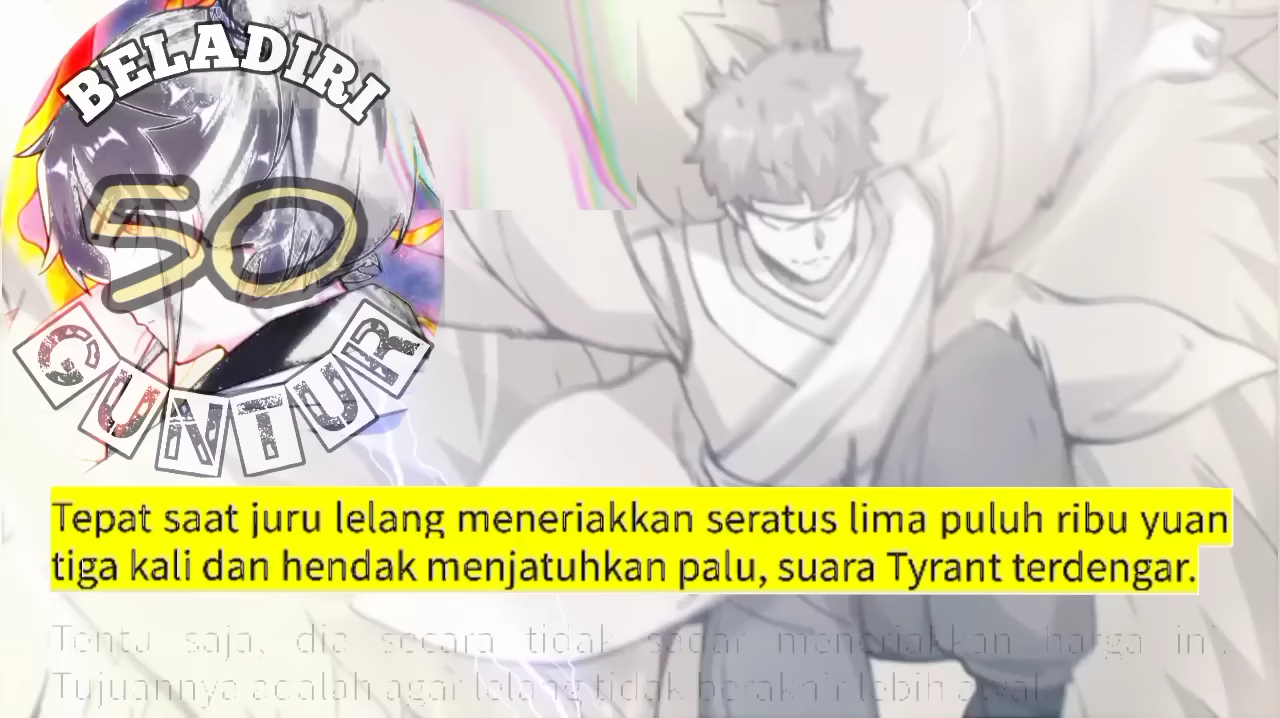 BELADIRI
50
GUNTUR
Tepat saat juru lelang meneriakkan seratus lima puluh ribu yuan
tiga kali dan hendak menjatuhkan palu, suara Tyrant terdengar.
Tentu saja, dia secara tidak sadar meneriakkan harga ini.
Tujuannya adalah agar lelang tidak berakhir lebih awal.